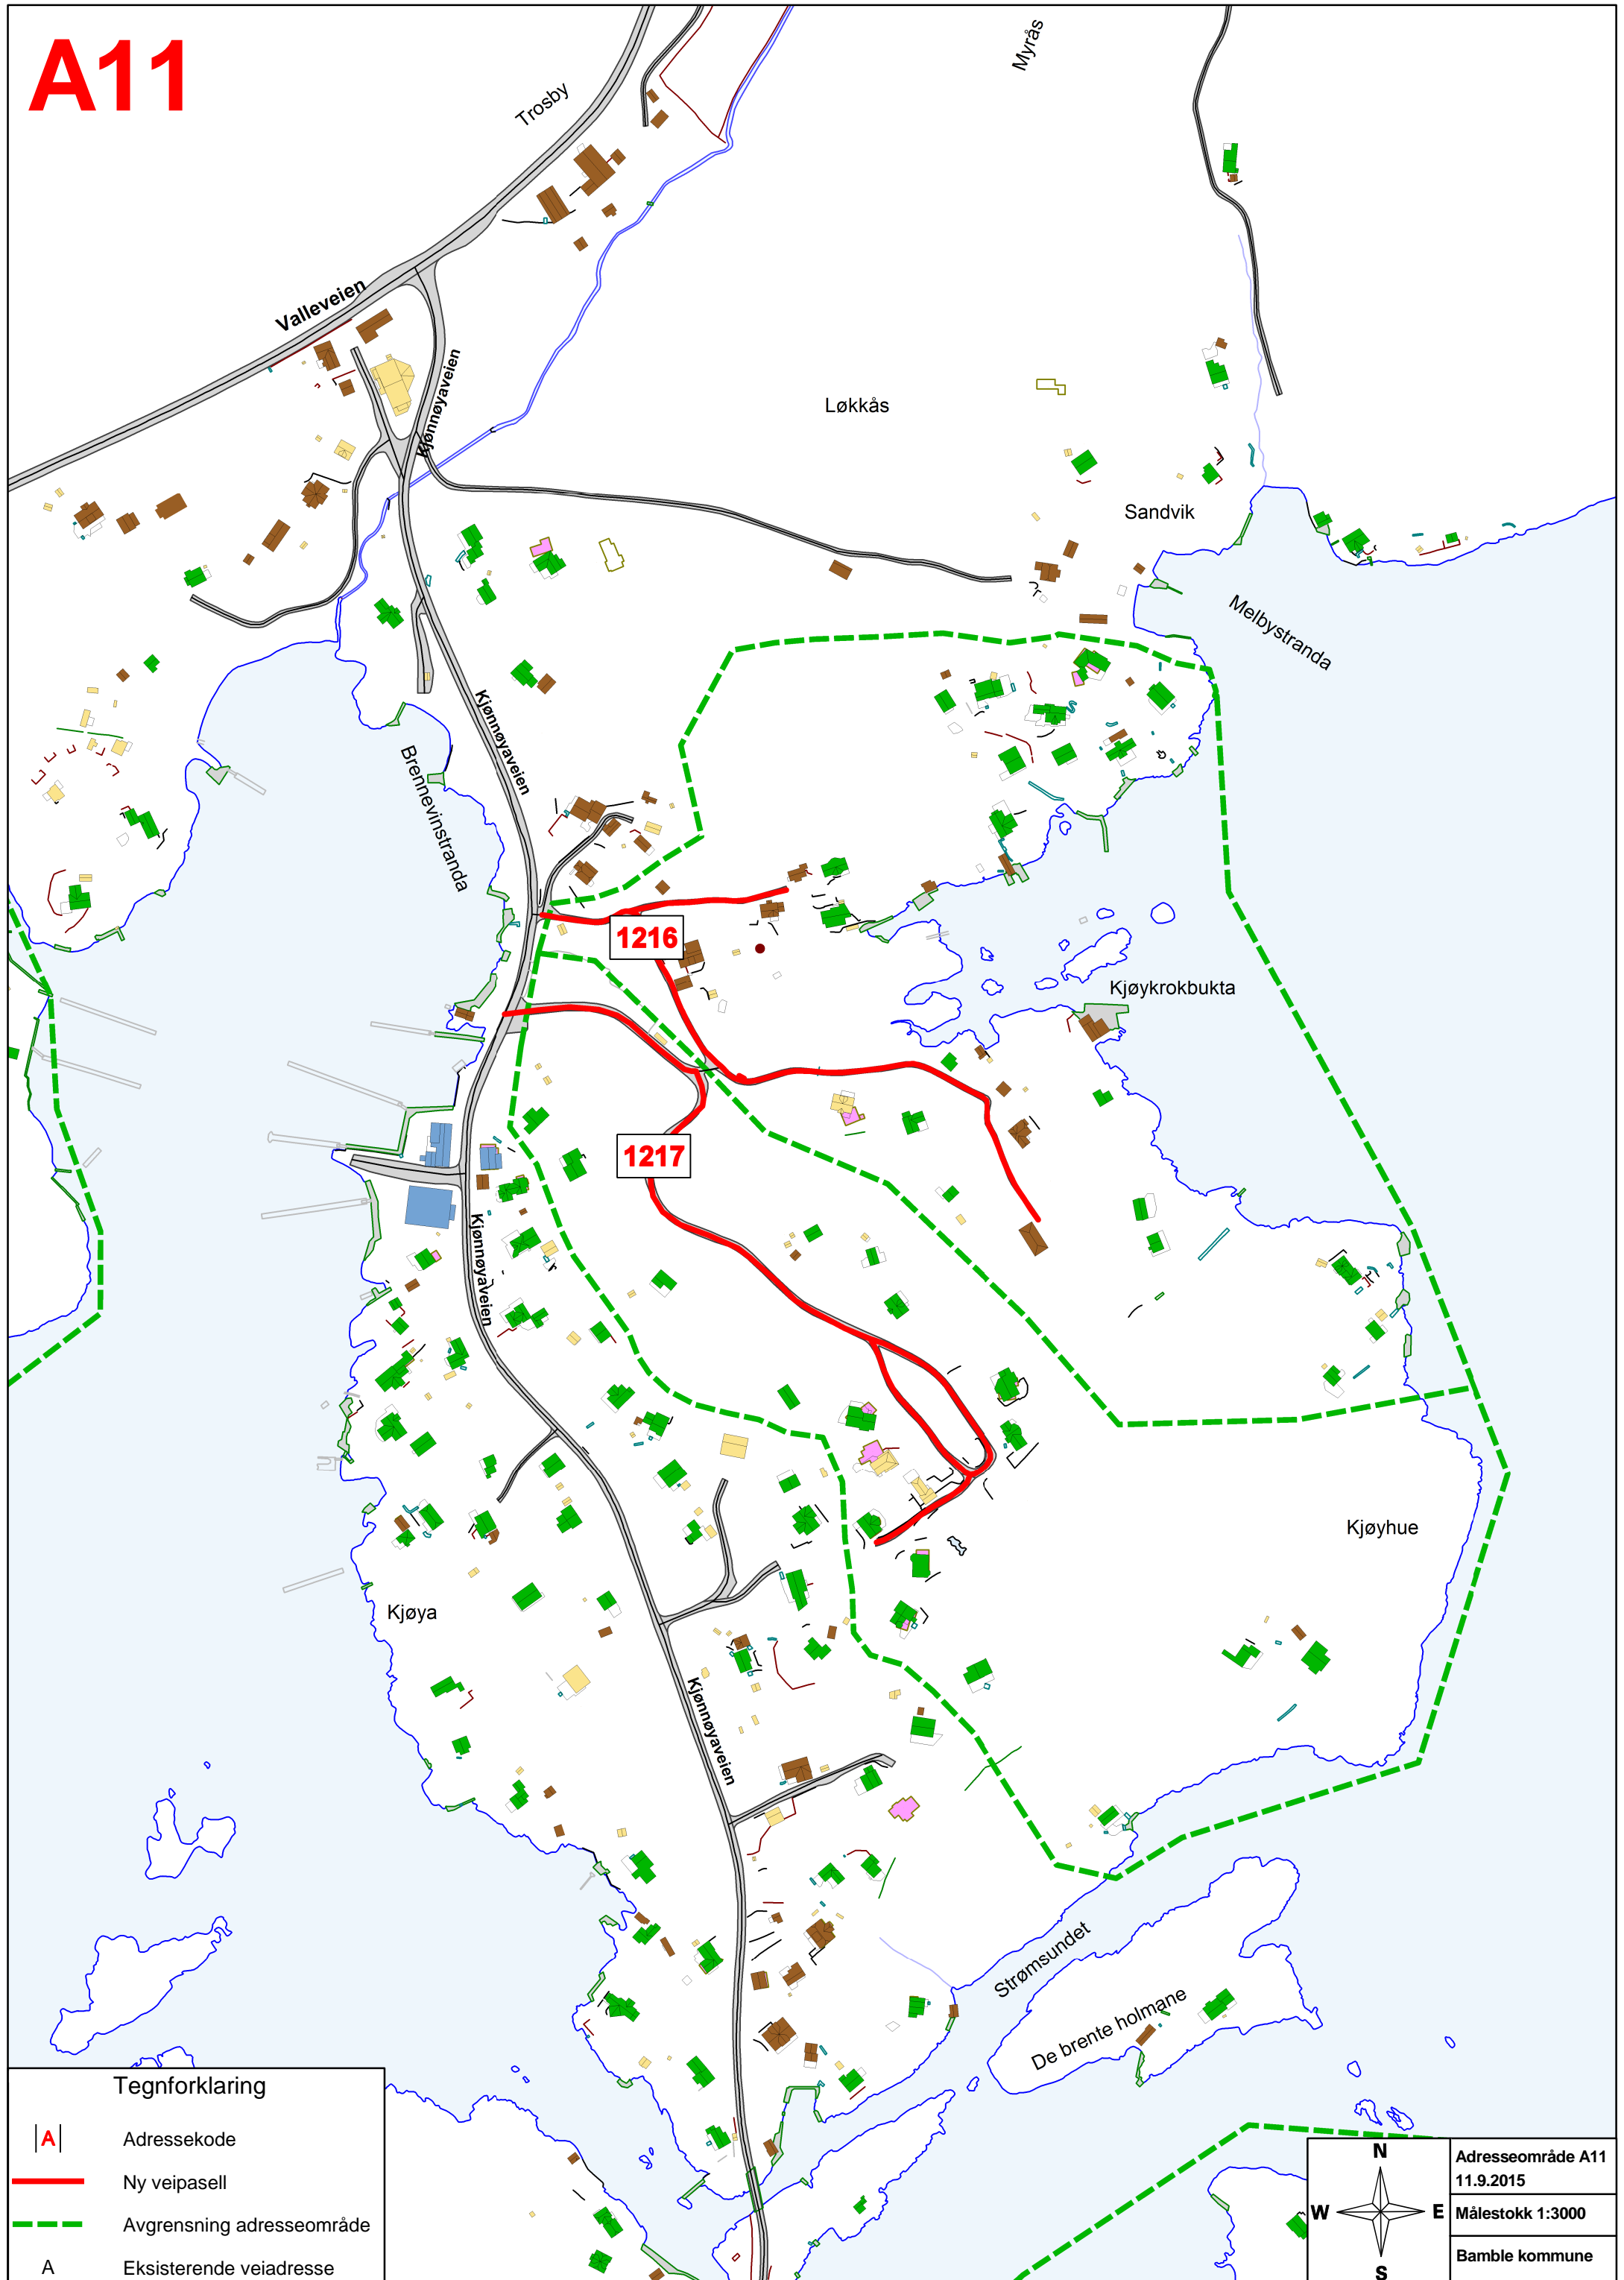 A11
Myrås
Trosby
Valleveien
Kjønnøyaveien
Løkkås
Sandvik
Melbystranda
Kjønnøyaveien
Brennevinstranda
1216
Kjøykrokbukta
1217
Kjønnøyaveien
Kjøyhue
Kjøya
Kjønnøyaveien
Strømsundet
De brente holmane
Tegnforklaring
A Adressekode
Ny veipasell
Avgrensning adresseområde
A Eksisterende veiadresse
N
W E
S
Adresseområde A11
11.9.2015
Målestokk 1:3000
Bamble kommune